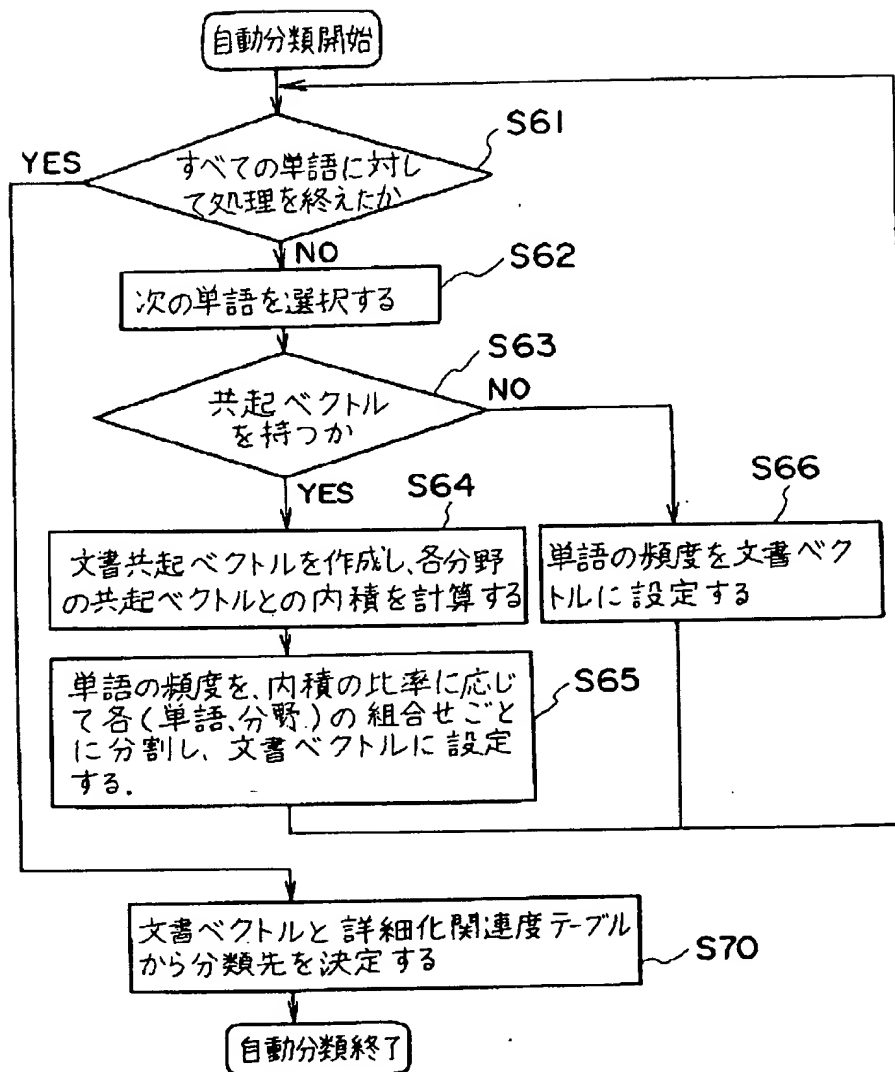 自動分類開始
S61
YES
すべての単語に対し
て処理を終えたか
NO
S62
次の単語を選択する
S63
共起ベクトル
を持つか
NO
YES
S64
文書共起ベクトルを作成し、各分野
の共起ベクトルとの内積を計算する
S66
単語の頻度を文書ベク
トルに設定する
S65
単語の頻度を、内積の比率に応じ
て各(単語、分野)の組合せごと
に分割し、文書ベクトルに設定
する.
文書ベクトルと詳細化関連度テーブル
から分類先を決定する
S70
自動分類終了